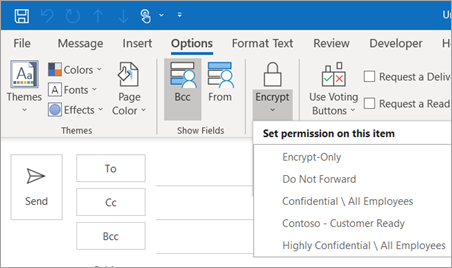 Un
File Message Insert Options Format Text Review Developer H
Aa Colors
Themes Aa Fonts Page Color Bcc From Encrypt Use Voting Buttons Request a Deliv
Effects Request a Read
Themes Show Fields
Set permission on this item
Encrypt-Only
Do Not Forward
Confidential \ All Employees
Contoso - Customer Ready
Highly Confidential \ All Employees
Send
To
Cc
Bcc